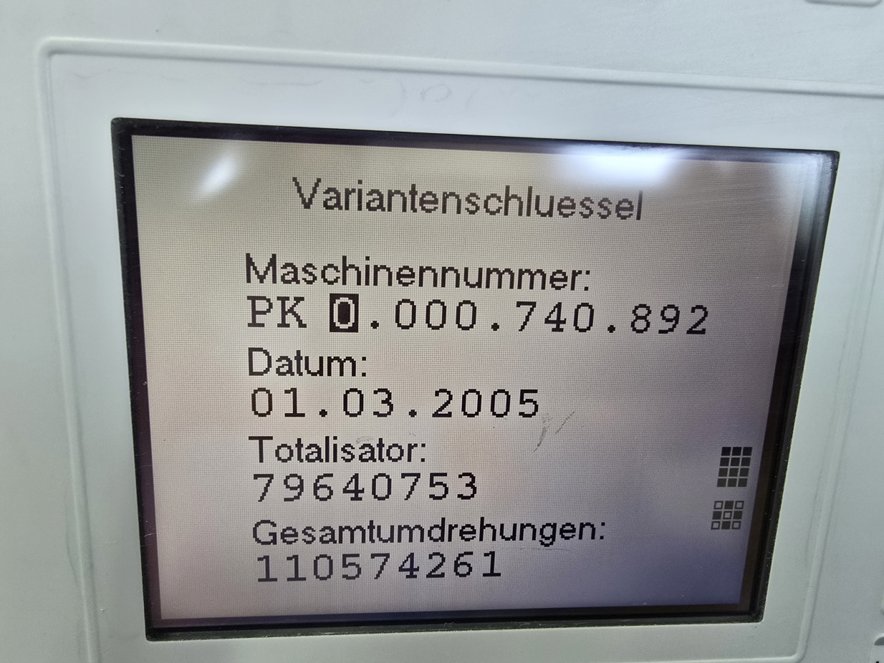 Variantenschluessel
Maschinennummer:
PK 0.000.740.892
Datum:
01.03.2005
Totalisator:
79640753
Gesamtumdrehungen:
110574261